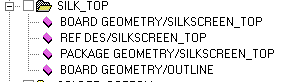 SILK_TOP
BOARD GEOMETRY/SILKSCREEN_TOP
REF DES/SILKSCREEN_TOP
PACKAGE GEOMETRY/SILKSCREEN_TOP
BOARD GEOMETRY/OUTLINE